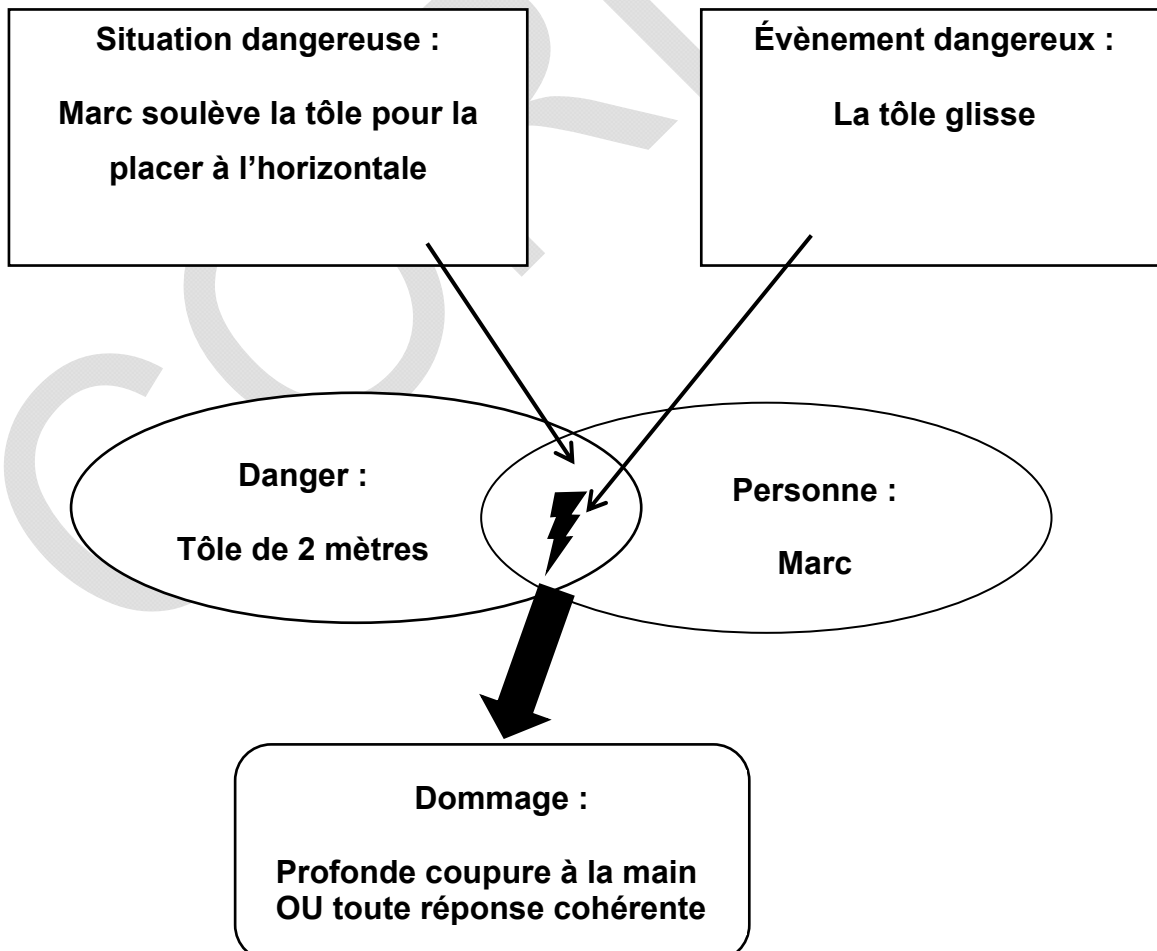 Situation dangereuse :
Marc soulève la tôle pour la
placer à l'horizontale
Évènement dangereux :
La tôle glisse
Danger :
Tôle de 2 mètres
Personne :
Marc
Dommage :
Profonde coupure à la main
OU toute réponse cohérente